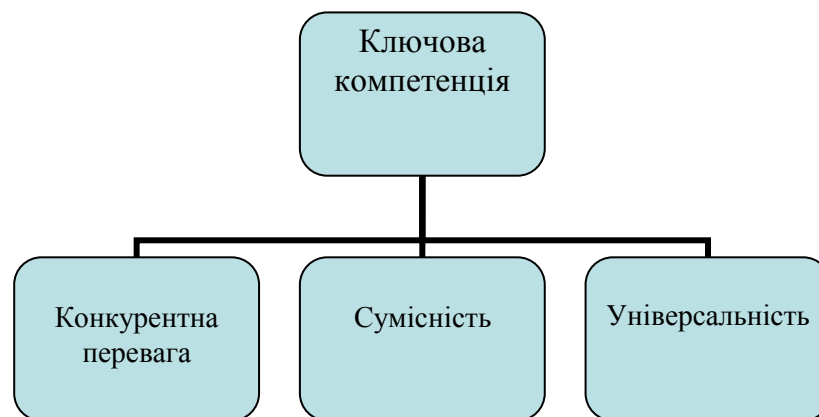 Ключова
компетенція
Конкурентна
перевага
Сумісність
Універсальність